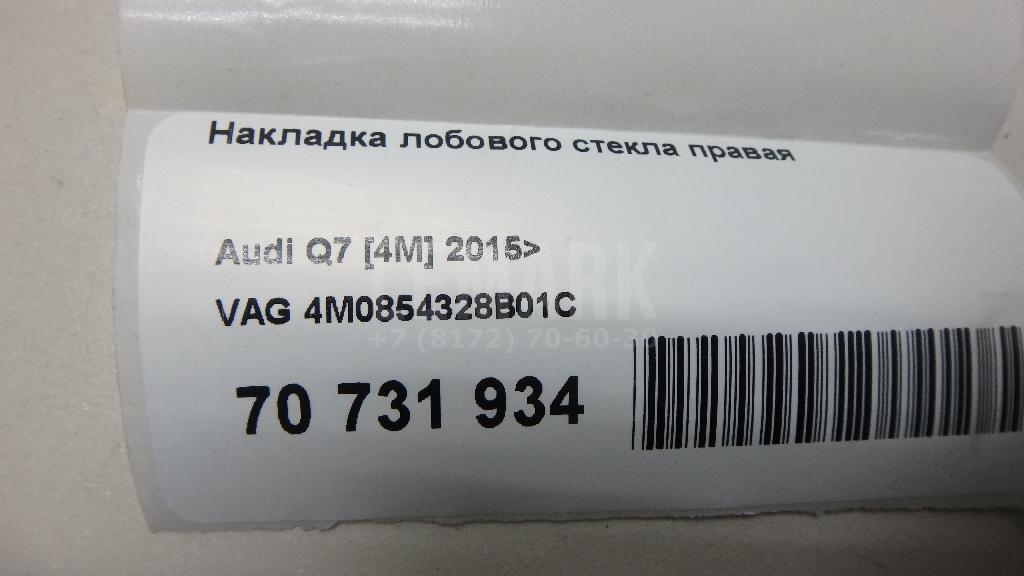 Накладка лобового стекла правая
Audi Q7 [4M] 2015>
VAG 4M0854328B01C
+7 (8172) 70-60-30
70 731 934